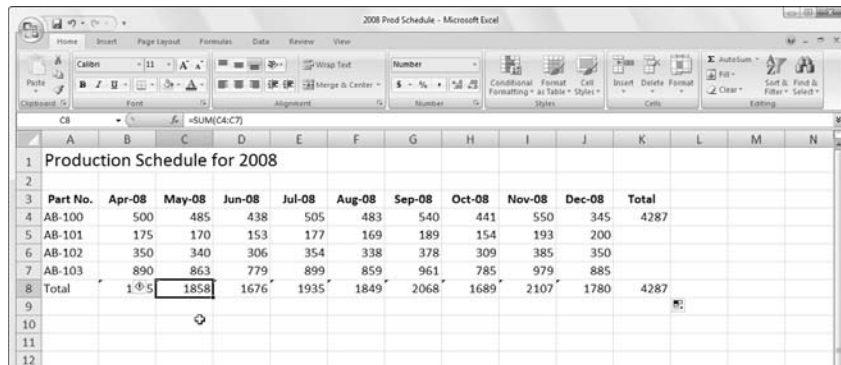 2008 Prod Schedule - Microsoft Excel
Home Insert Page Layout Formulas Data Review View
Paste Calibri 11 A A Wrap Text Number Conditional Formatting Format as Table Cell Styles Insert Delete Format Σ AutoSum Fill Clear Sort & Filter Find & Select
B I U A Merge & Center $ % , .0 .00
Clipboard Font Alignment Number Styles Cells Editing
C8 fx =SUM(C4:C7)
A B C D E F G H I J K L M N
1 Production Schedule for 2008
2
3 Part No. Apr-08 May-08 Jun-08 Jul-08 Aug-08 Sep-08 Oct-08 Nov-08 Dec-08 Total
4 AB-100 500 485 438 505 483 540 441 550 345 4287
5 AB-101 175 170 153 177 169 189 154 193 200
6 AB-102 350 340 306 354 338 378 309 385 350
7 AB-103 890 863 779 899 859 961 785 979 885
8 Total 1858 1676 1935 1849 2068 1689 2107 1780 4287
9
10
11
12